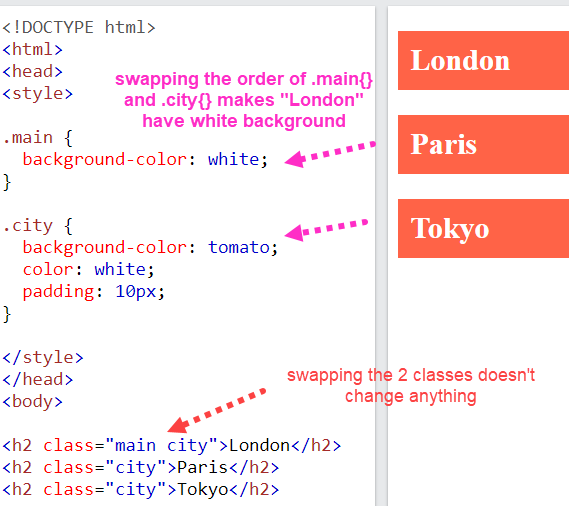 <!DOCTYPE html>
<html>
<head>
<style>
swapping the order of .main{}
and .city{} makes "London"
have white background
.main {
  background-color: white;
}
.city {
  background-color: tomato;
  color: white;
  padding: 10px;
}
</style>
</head>
<body>
swapping the 2 classes doesn't
change anything
<h2 class="main city">London</h2>
<h2 class="city">Paris</h2>
<h2 class="city">Tokyo</h2>
London
Paris
Tokyo